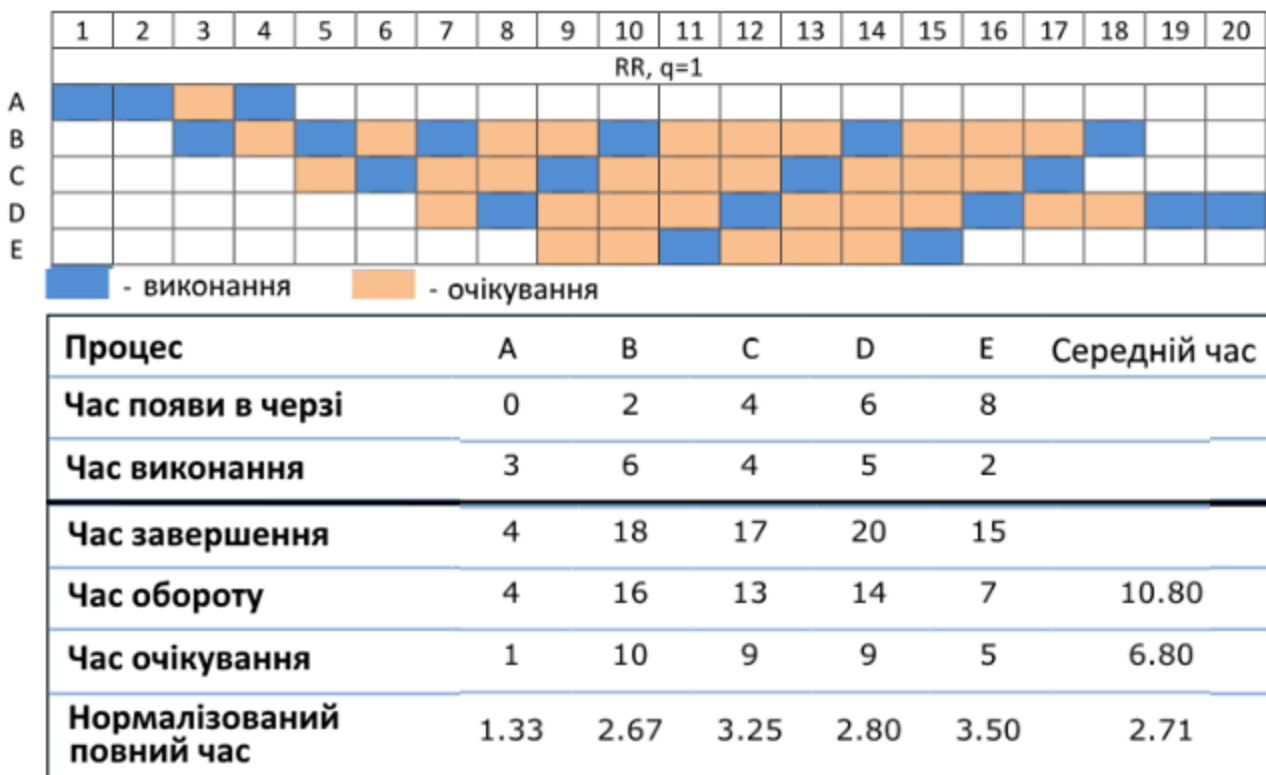 1 2 3 4 5 6 7 8 9 10 11 12 13 14 15 16 17 18 19 20
RR, q=1
A
B
C
D
E
- виконання - очікування
Процес A B C D E Середній час
Час появи в черзі 0 2 4 6 8
Час виконання 3 6 4 5 2
Час завершення 4 18 17 20 15
Час обороту 4 16 13 14 7 10.80
Час очікування 1 10 9 9 5 6.80
Нормалізований
повний час 1.33 2.67 3.25 2.80 3.50 2.71